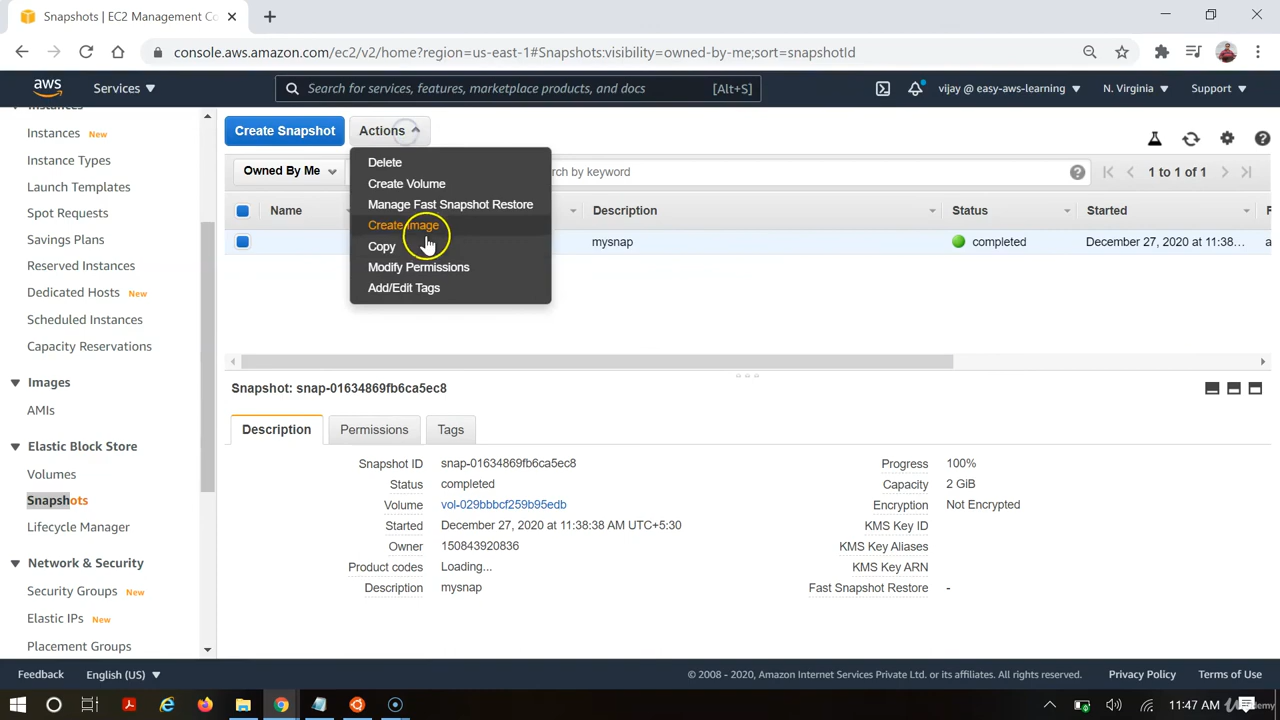 Snapshots | EC2 Management Co
console.aws.amazon.com/ec2/v2/home?region=us-east-1#Snapshots:visibility=owned-by-me;sort=snapshotId
aws
Services
Search for services, features, marketplace products, and docs
[Alt+S]
vijay @ easy-aws-learning
N. Virginia
Support
Instances
Instances New
Instance Types
Launch Templates
Spot Requests
Savings Plans
Reserved Instances
Dedicated Hosts New
Scheduled Instances
Capacity Reservations
Images
AMIs
Elastic Block Store
Volumes
Snapshots
Lifecycle Manager
Network & Security
Security Groups New
Elastic IPs New
Placement Groups
Create Snapshot
Actions
Delete
Create Volume
Manage Fast Snapshot Restore
Create Image
Copy
Modify Permissions
Add/Edit Tags
Owned By Me
by keyword
1 to 1 of 1
Name
Description
Status
Started
mysnap
completed
December 27, 2020 at 11:38...
Snapshot: snap-01634869fb6ca5ec8
Description
Permissions
Tags
Snapshot ID snap-01634869fb6ca5ec8
Status completed
Volume vol-029bbbcf259b95edb
Started December 27, 2020 at 11:38:38 AM UTC+5:30
Owner 150843920836
Product codes Loading...
Description mysnap
Progress 100%
Capacity 2 GiB
Encryption Not Encrypted
KMS Key ID
KMS Key Aliases
KMS Key ARN
Fast Snapshot Restore -
Feedback
English (US)
© 2008 - 2020, Amazon Internet Services Private Ltd. or its affiliates. All rights reserved.
Privacy Policy
Terms of Use
11:47 AM